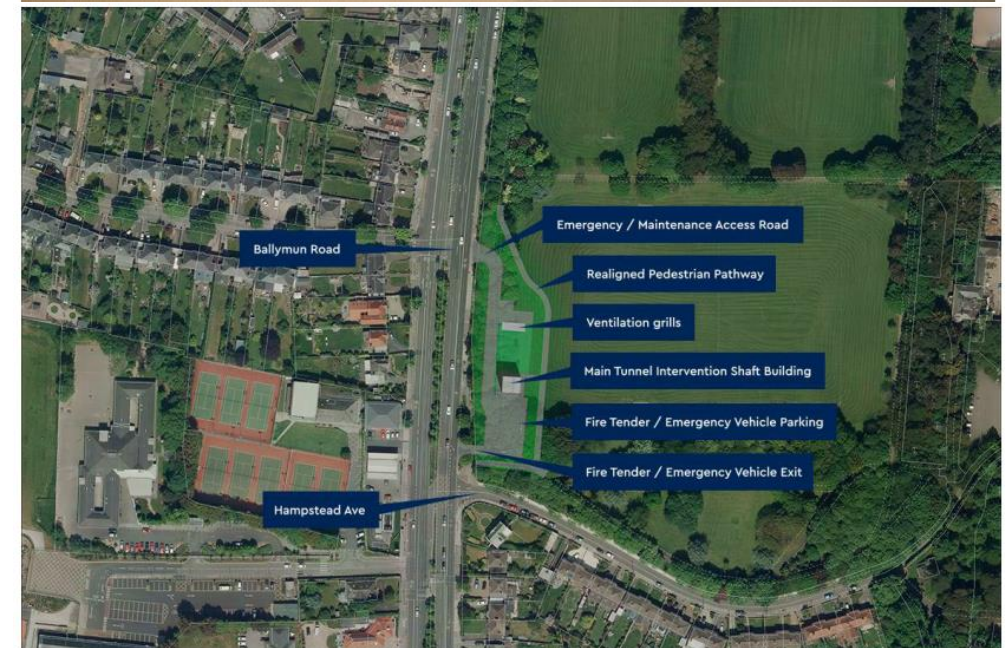 Emergency / Maintenance Access Road
Ballymun Road
Realigned Pedestrian Pathway
Ventilation grills
Main Tunnel Intervention Shaft Building
Fire Tender / Emergency Vehicle Parking
Fire Tender / Emergency Vehicle Exit
Hampstead Ave